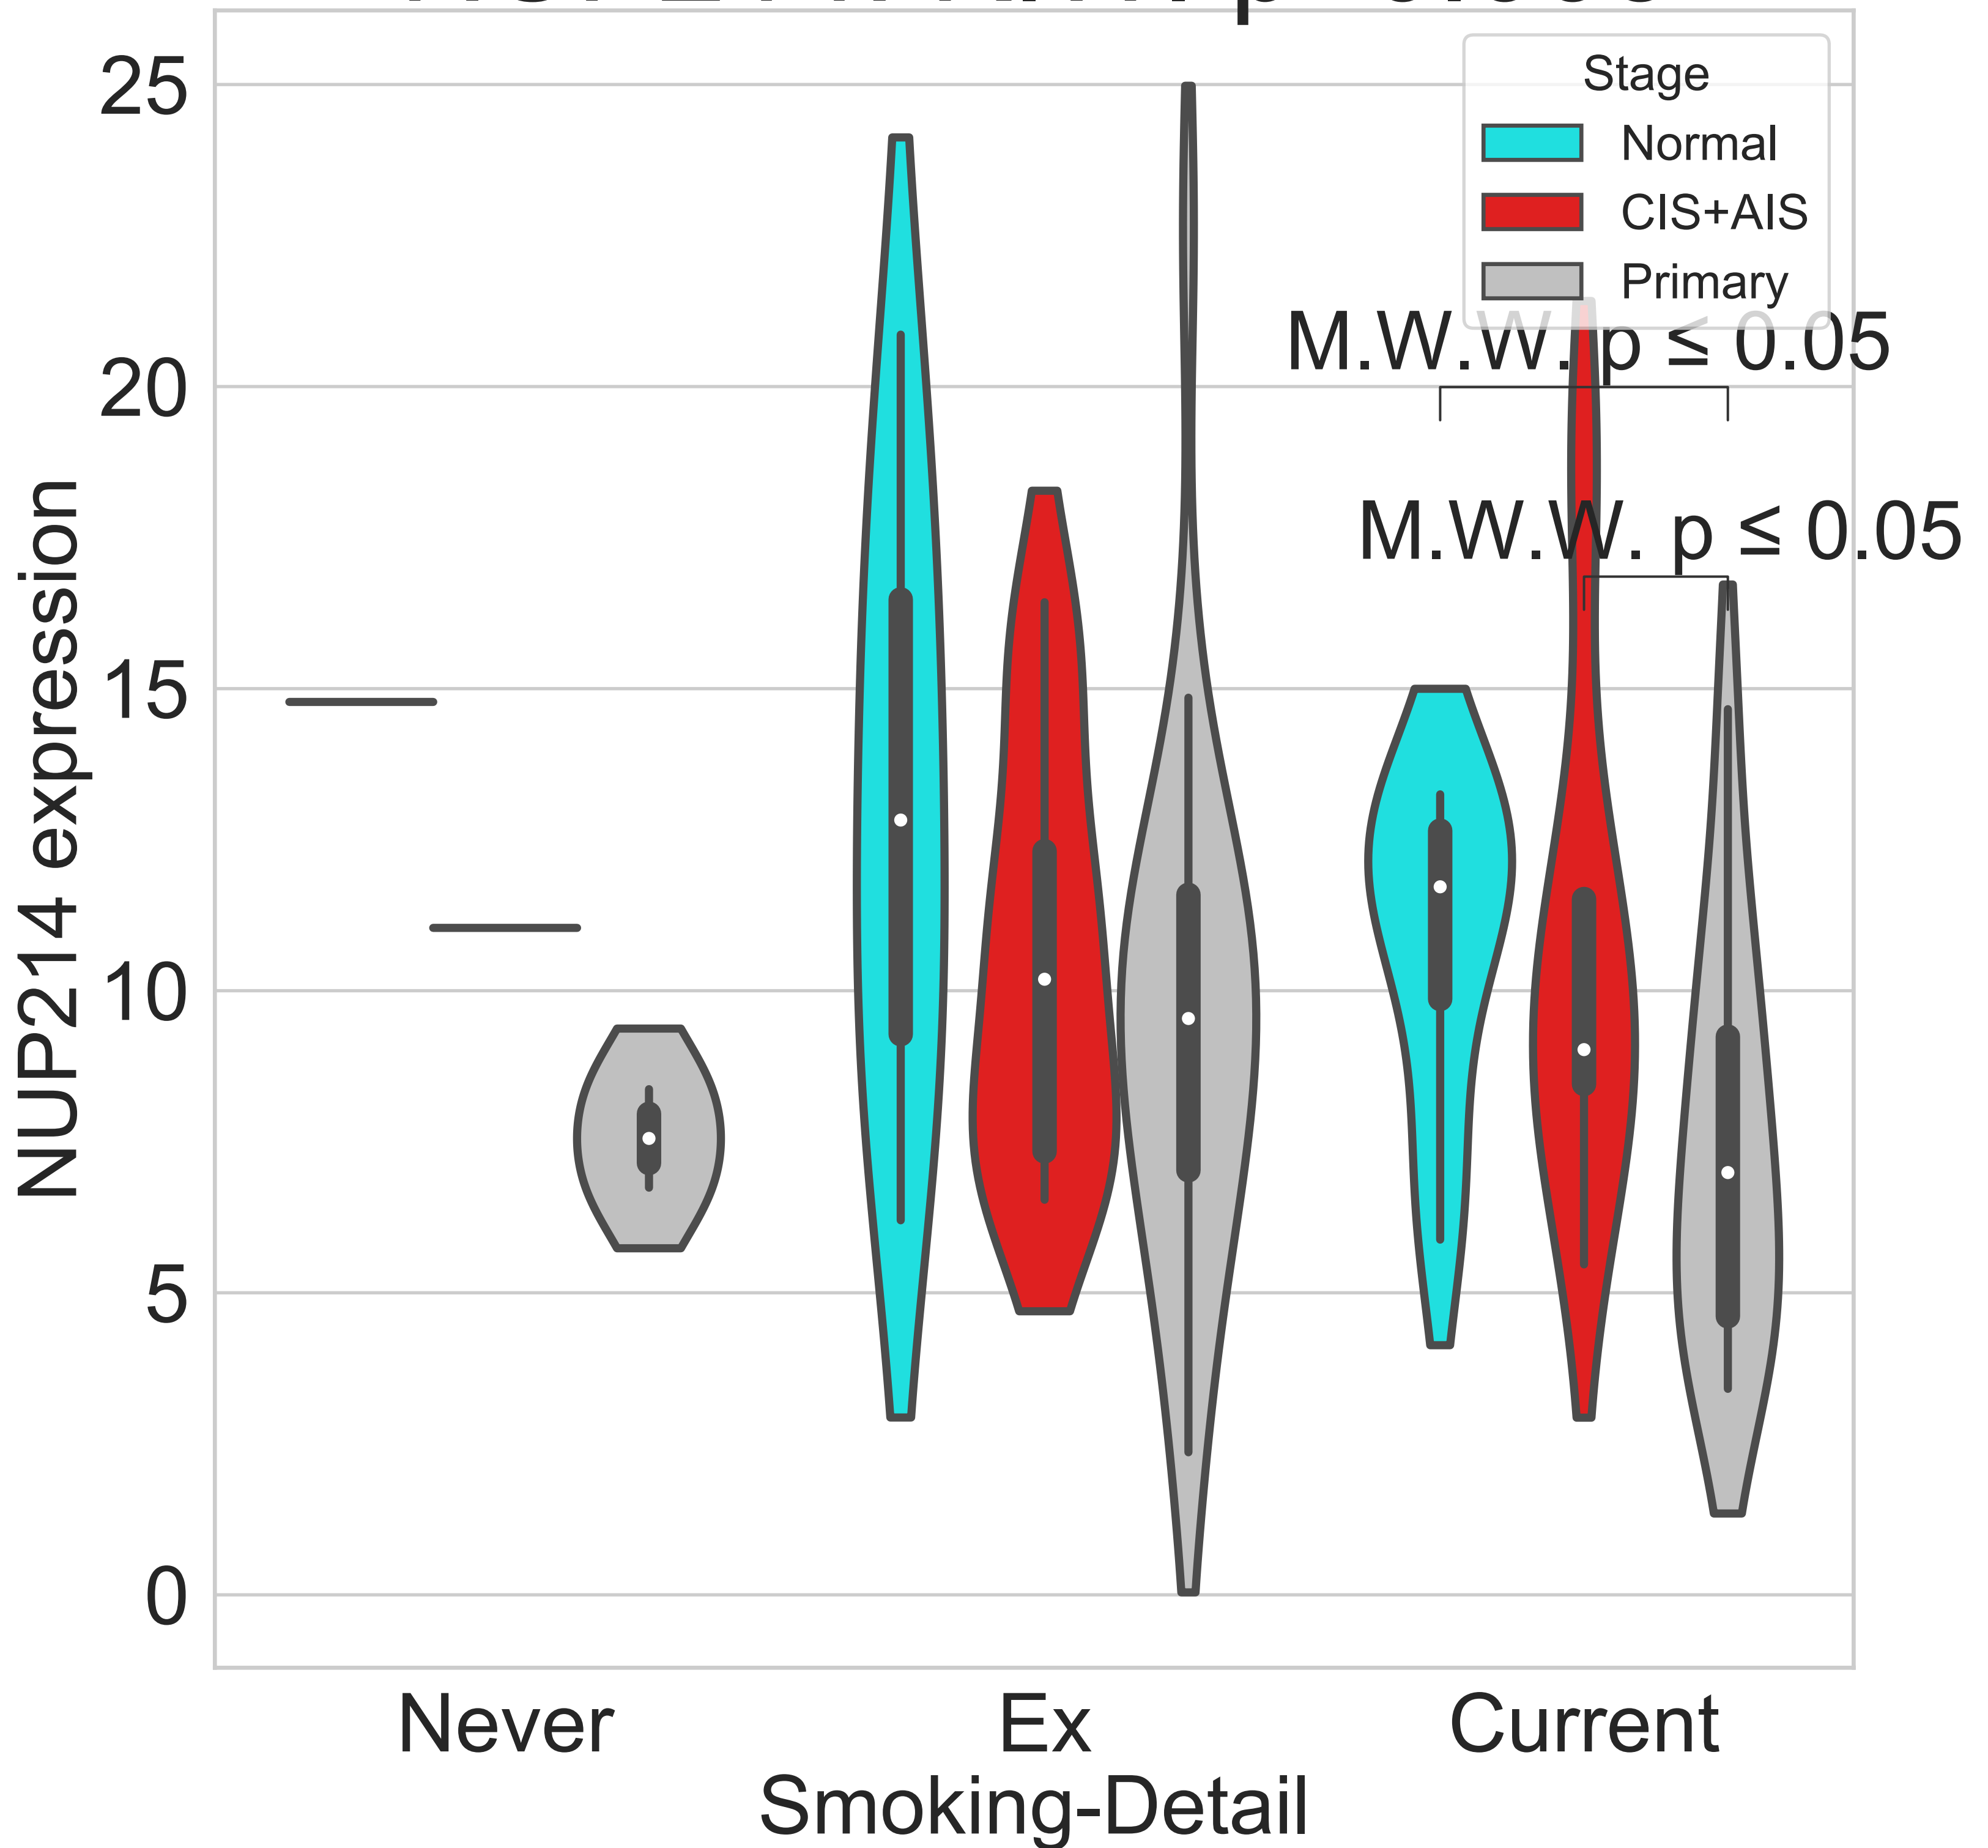 Stage
Normal
CIS+AIS
Primary
M.W.W. p ≤ 0.05
M.W.W. p ≤ 0.05
25
20
15
10
5
0
NUP214 expression
Never
Ex
Current
Smoking-Detail